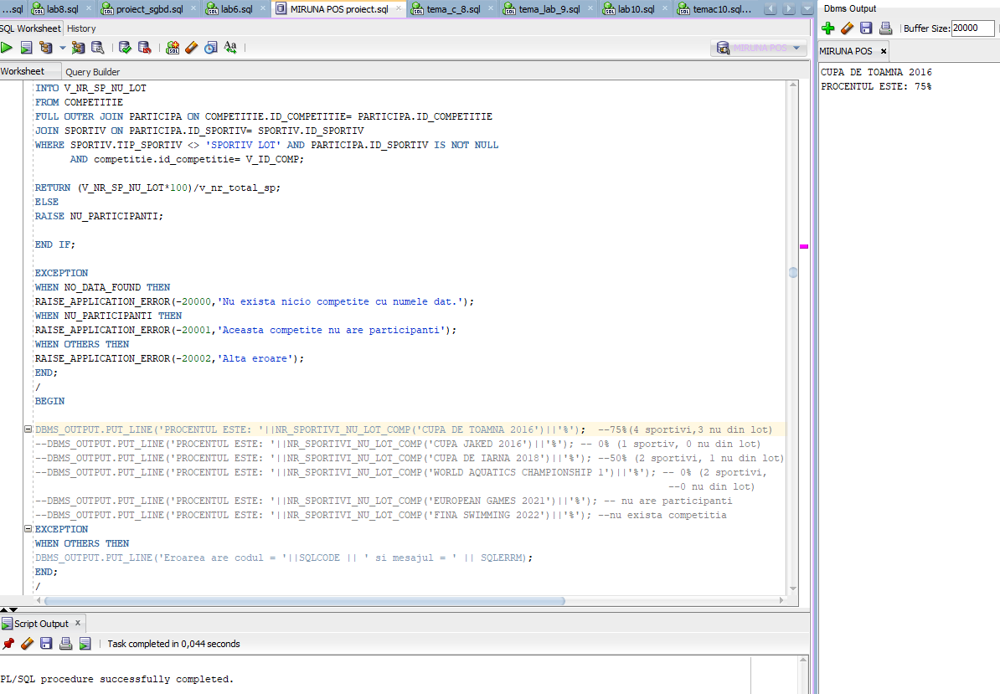 ...sql lab8.sql proiect_sgbd.sql lab6.sql MIRUNA POS proiect.sql tema_c_8.sql tema_lab_9.sql lab10.sql temac10.sql...
SQL Worksheet History
MIRUNA POS
Worksheet Query Builder
INTO V_NR_SP_NU_LOT
FROM COMPETITIE
FULL OUTER JOIN PARTICIPA ON COMPETITIE.ID_COMPETITIE= PARTICIPA.ID_COMPETITIE
JOIN SPORTIV ON PARTICIPA.ID_SPORTIV= SPORTIV.ID_SPORTIV
WHERE SPORTIV.TIP_SPORTIV <> 'SPORTIV LOT' AND PARTICIPA.ID_SPORTIV IS NOT NULL
AND competitie.id_competitie= V_ID_COMP;
RETURN (V_NR_SP_NU_LOT*100)/v_nr_total_sp;
ELSE
RAISE NU_PARTICIPANTI;
END IF;
EXCEPTION
WHEN NO_DATA_FOUND THEN
RAISE_APPLICATION_ERROR(-20000,'Nu exista nicio competite cu numele dat.');
WHEN NU_PARTICIPANTI THEN
RAISE_APPLICATION_ERROR(-20001,'Aceasta competite nu are participanti');
WHEN OTHERS THEN
RAISE_APPLICATION_ERROR(-20002,'Alta eroare');
END;
/
BEGIN
DBMS_OUTPUT.PUT_LINE('PROCENTUL ESTE: '||NR_SPORTIVI_NU_LOT_COMP('CUPA DE TOAMNA 2016')||'%'); --75%(4 sportivi,3 nu din lot)
--DBMS_OUTPUT.PUT_LINE('PROCENTUL ESTE: '||NR_SPORTIVI_NU_LOT_COMP('CUPA JAKED 2016')||'%'); -- 0% (1 sportiv, 0 nu din lot)
--DBMS_OUTPUT.PUT_LINE('PROCENTUL ESTE: '||NR_SPORTIVI_NU_LOT_COMP('CUPA DE IARNA 2018')||'%'); --50% (2 sportivi, 1 nu din lot)
--DBMS_OUTPUT.PUT_LINE('PROCENTUL ESTE: '||NR_SPORTIVI_NU_LOT_COMP('WORLD AQUATICS CHAMPIONSHIP 1')||'%'); -- 0% (2 sportivi,
--0 nu din lot)
--DBMS_OUTPUT.PUT_LINE('PROCENTUL ESTE: '||NR_SPORTIVI_NU_LOT_COMP('EUROPEAN GAMES 2021')||'%'); -- nu are participanti
--DBMS_OUTPUT.PUT_LINE('PROCENTUL ESTE: '||NR_SPORTIVI_NU_LOT_COMP('FINA SWIMMING 2022')||'%'); --nu exista competitia
EXCEPTION
WHEN OTHERS THEN
DBMS_OUTPUT.PUT_LINE('Eroarea are codul = '||SQLCODE || ' si mesajul = ' || SQLERRM);
END;
/
Script Output x
Task completed in 0,044 seconds
PL/SQL procedure successfully completed.
Dbms Output
Buffer Size: 20000
MIRUNA POS x
CUPA DE TOAMNA 2016
PROCENTUL ESTE: 75%